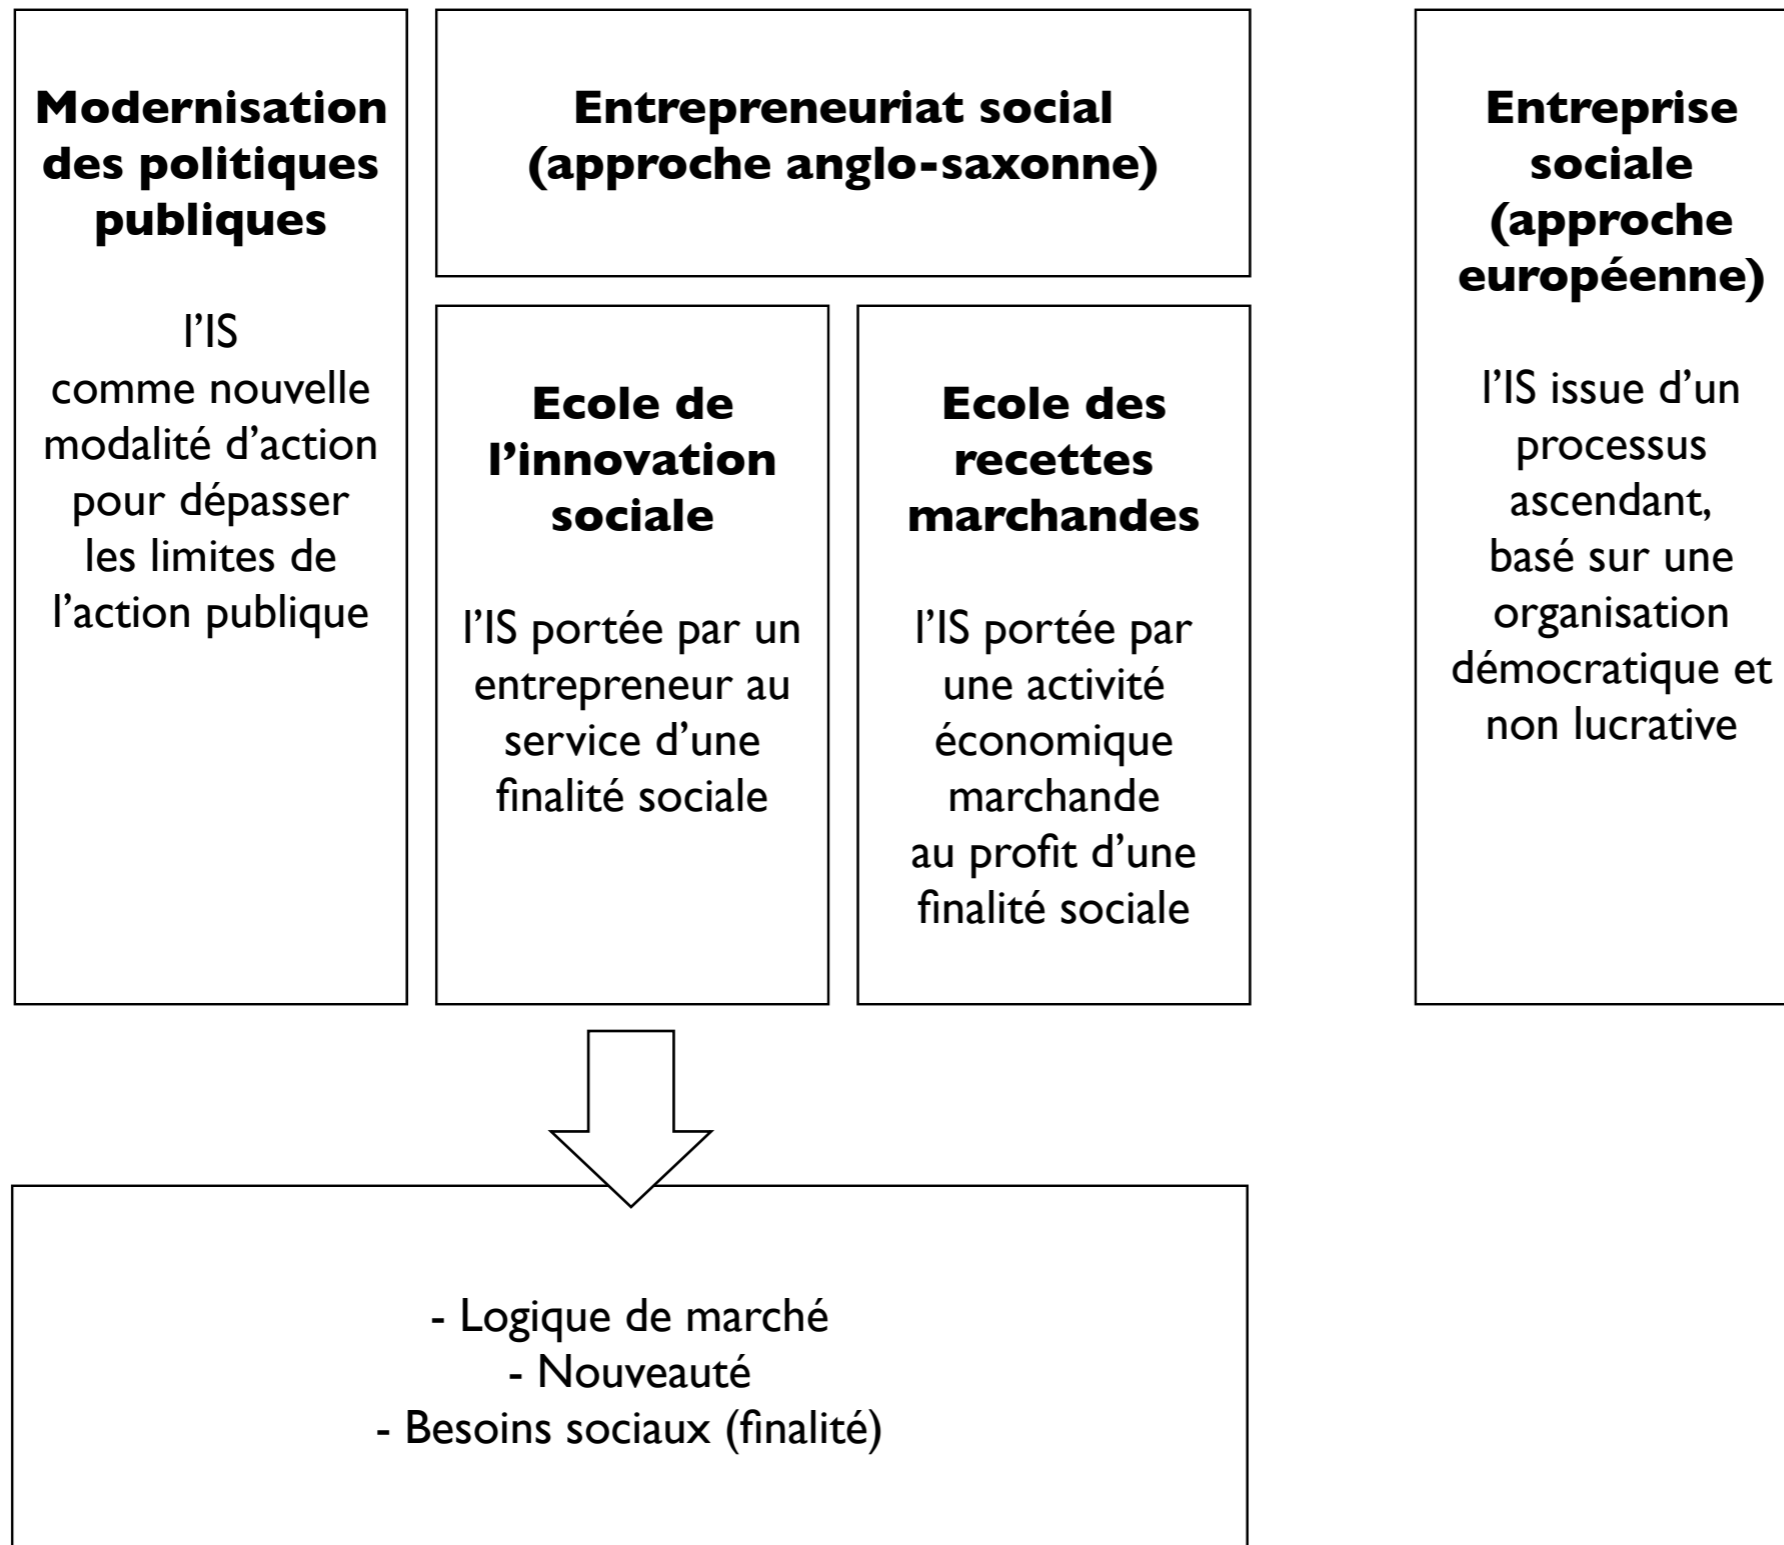 Modernisation
des politiques
publiques
l’IS
comme nouvelle
modalité d’action
pour dépasser
les limites de
l’action publique
Entrepreneuriat social
(approche anglo-saxonne)
Ecole de
l’innovation
sociale
l’IS portée par un
entrepreneur au
service d’une
finalité sociale
Ecole des
recettes
marchandes
l’IS portée par
une activité
économique
marchande
au profit d’une
finalité sociale
Entreprise
sociale
(approche
européenne)
l’IS issue d’un
processus
ascendant,
basé sur une
organisation
démocratique et
non lucrative
- Logique de marché
- Nouveauté
- Besoins sociaux (finalité)